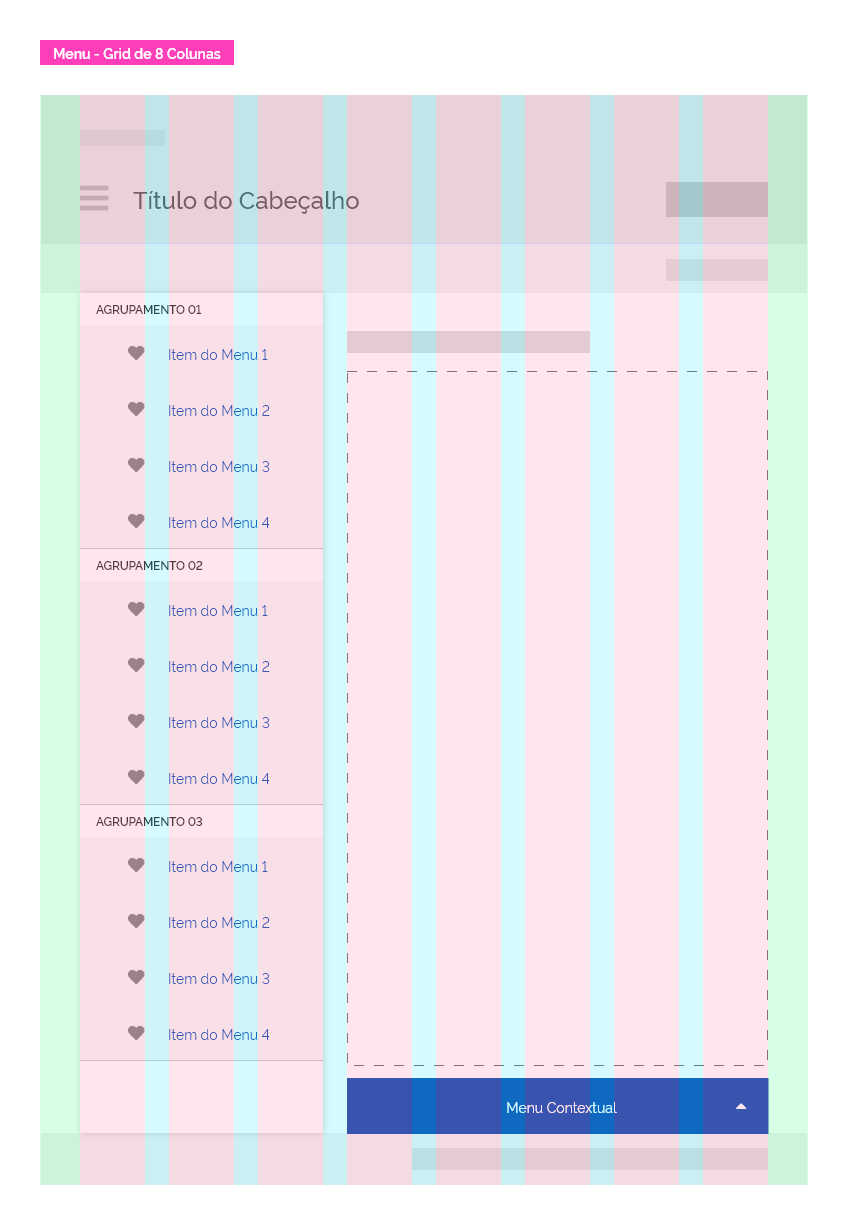 Menu - Grid de 8 Colunas
Título do Cabeçalho
AGRUPAMENTO 01
Item do Menu 1
Item do Menu 2
Item do Menu 3
Item do Menu 4
AGRUPAMENTO 02
Item do Menu 1
Item do Menu 2
Item do Menu 3
Item do Menu 4
AGRUPAMENTO 03
Item do Menu 1
Item do Menu 2
Item do Menu 3
Item do Menu 4
Menu Contextual